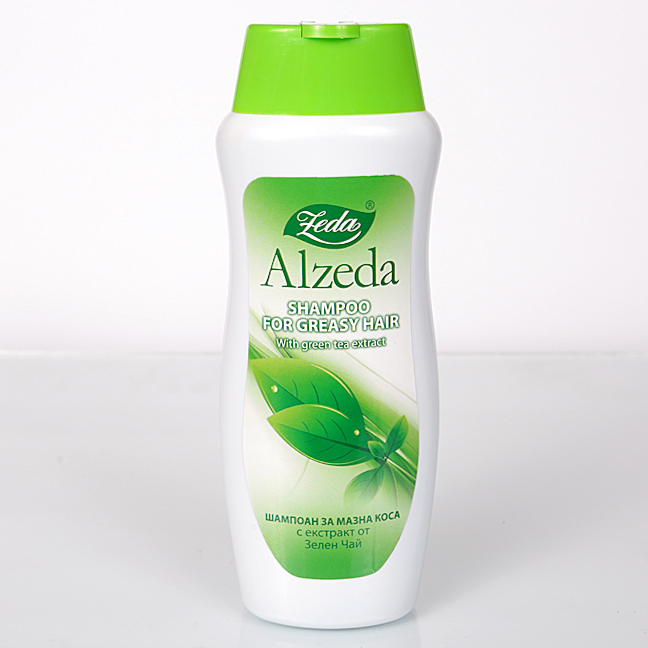 Zeda®
Alzeda
SHAMPOO
FOR GREASY HAIR
With green tea extract
ШАМПОАН ЗА МАЗНА КОСА
с екстракт от
Зелен Чай